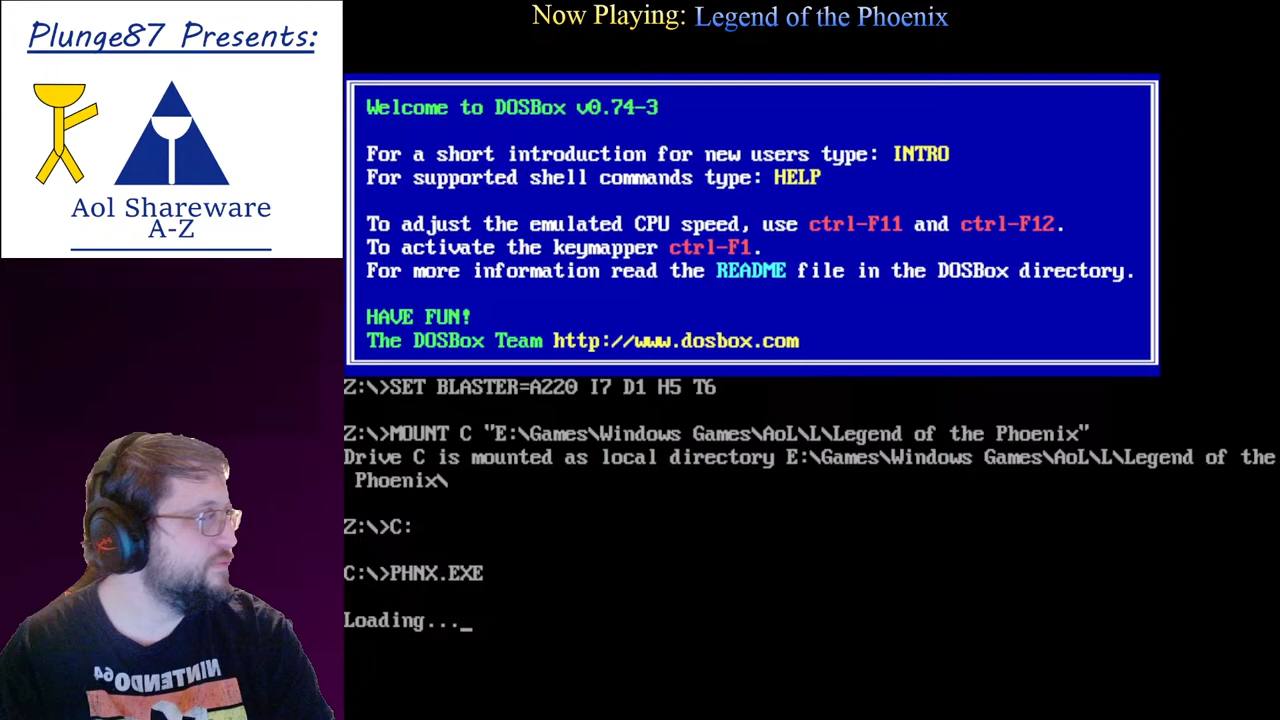 Now Playing: Legend of the Phoenix
Plunge87 Presents:
Aol Shareware
A-Z
Welcome to DOSBox v0.74-3
For a short introduction for new users type: INTRO
For supported shell commands type: HELP
To adjust the emulated CPU speed, use ctrl-F11 and ctrl-F12.
To activate the keymapper ctrl-F1.
For more information read the README file in the DOSBox directory.
HAVE FUN!
The DOSBox Team http://www.dosbox.com
Z:\>SET BLASTER=A220 I7 D1 H5 T6
Z:\>MOUNT C "E:\Games\Windows Games\AoL\L\Legend of the Phoenix"
Drive C is mounted as local directory E:\Games\Windows Games\AoL\L\Legend of the
Phoenix\
Z:\>C:
C:\>PHNX.EXE
Loading..._
NINTENDO64